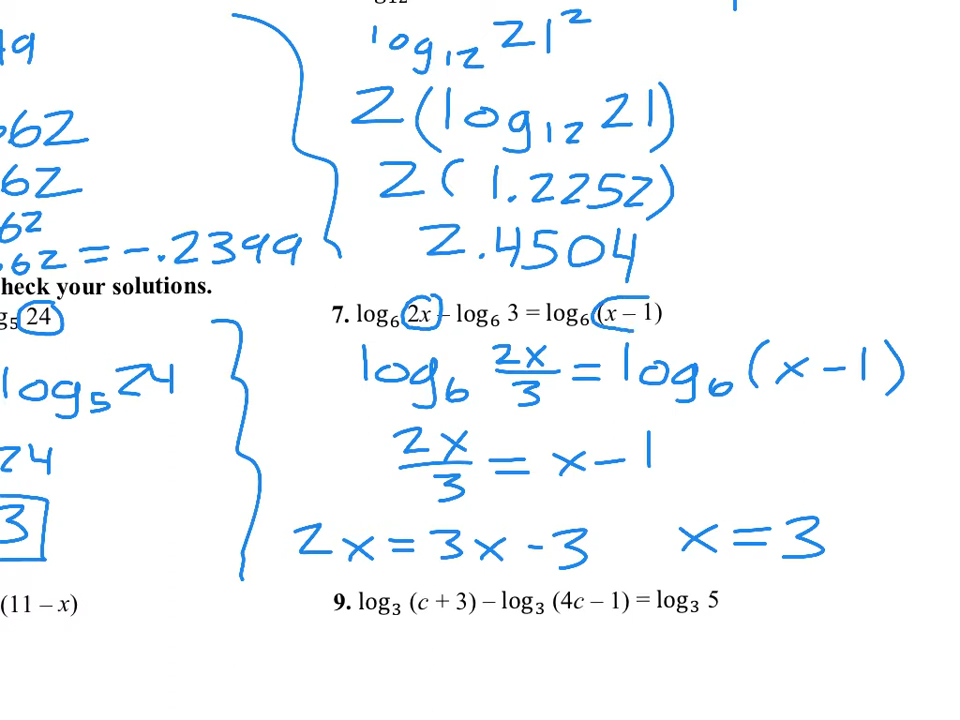 log₁₂ 21²
2(log₁₂ 21)
2(1.2252)
2.4504
62
62
62
.62 = -.2399
heck your solutions.
24
log₅ 24
24
3
(11 – x)
7. log₆ 2x – log₆ 3 = log₆ (x – 1)
log₆ 2x/3 = log₆ (x – 1)
2x/3 = x – 1
2x = 3x - 3 x = 3
9. log₃ (c + 3) – log₃ (4c – 1) = log₃ 5